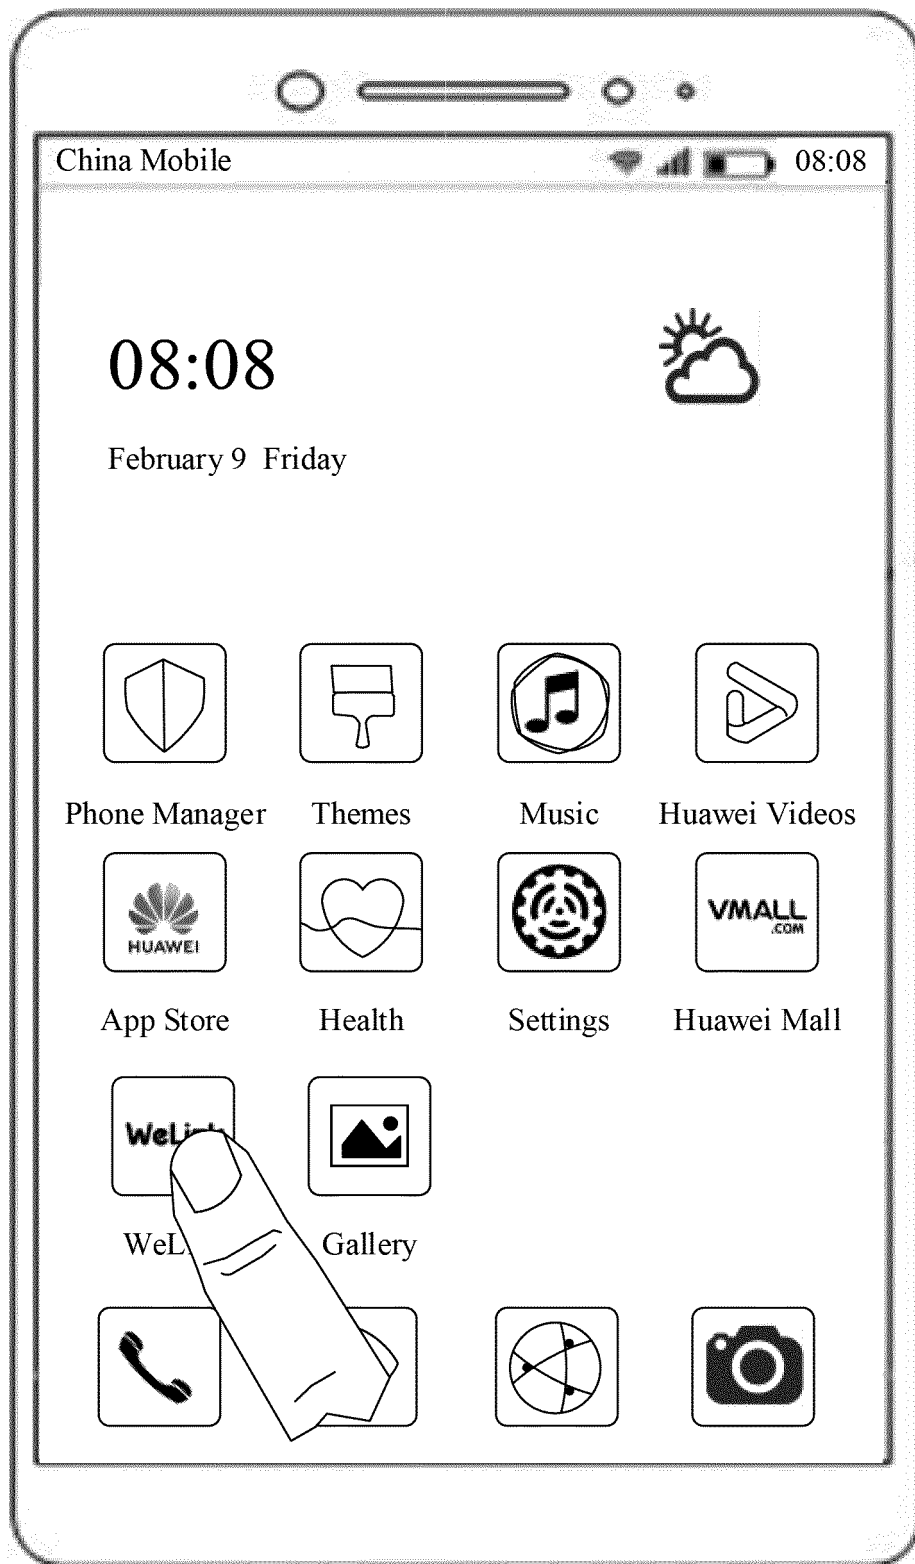 China Mobile 08:08
08:08
February 9 Friday
Phone Manager Themes Music Huawei Videos
HUAWEI VMALL
.COM
App Store Health Settings Huawei Mall
Gallery